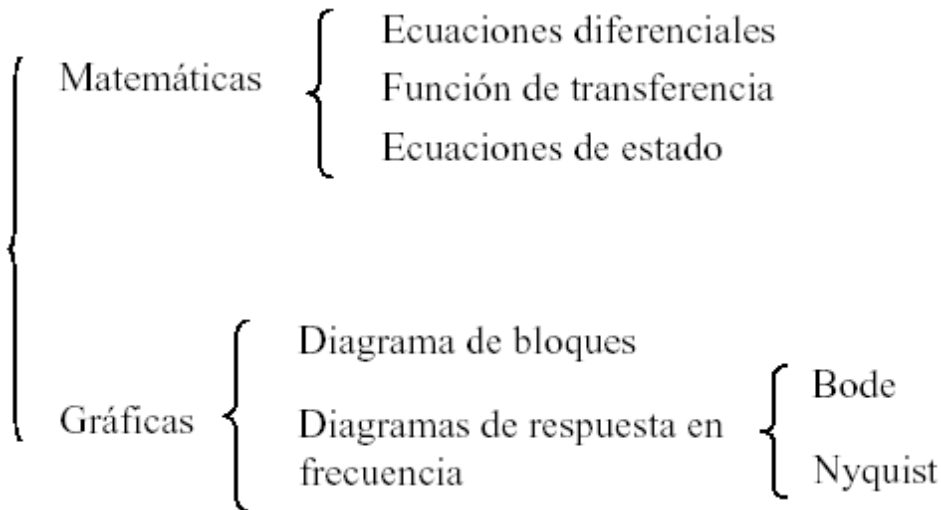 Matemáticas
Ecuaciones diferenciales
Función de transferencia
Ecuaciones de estado
Gráficas
Diagrama de bloques
Diagramas de respuesta en
frecuencia
Bode
Nyquist